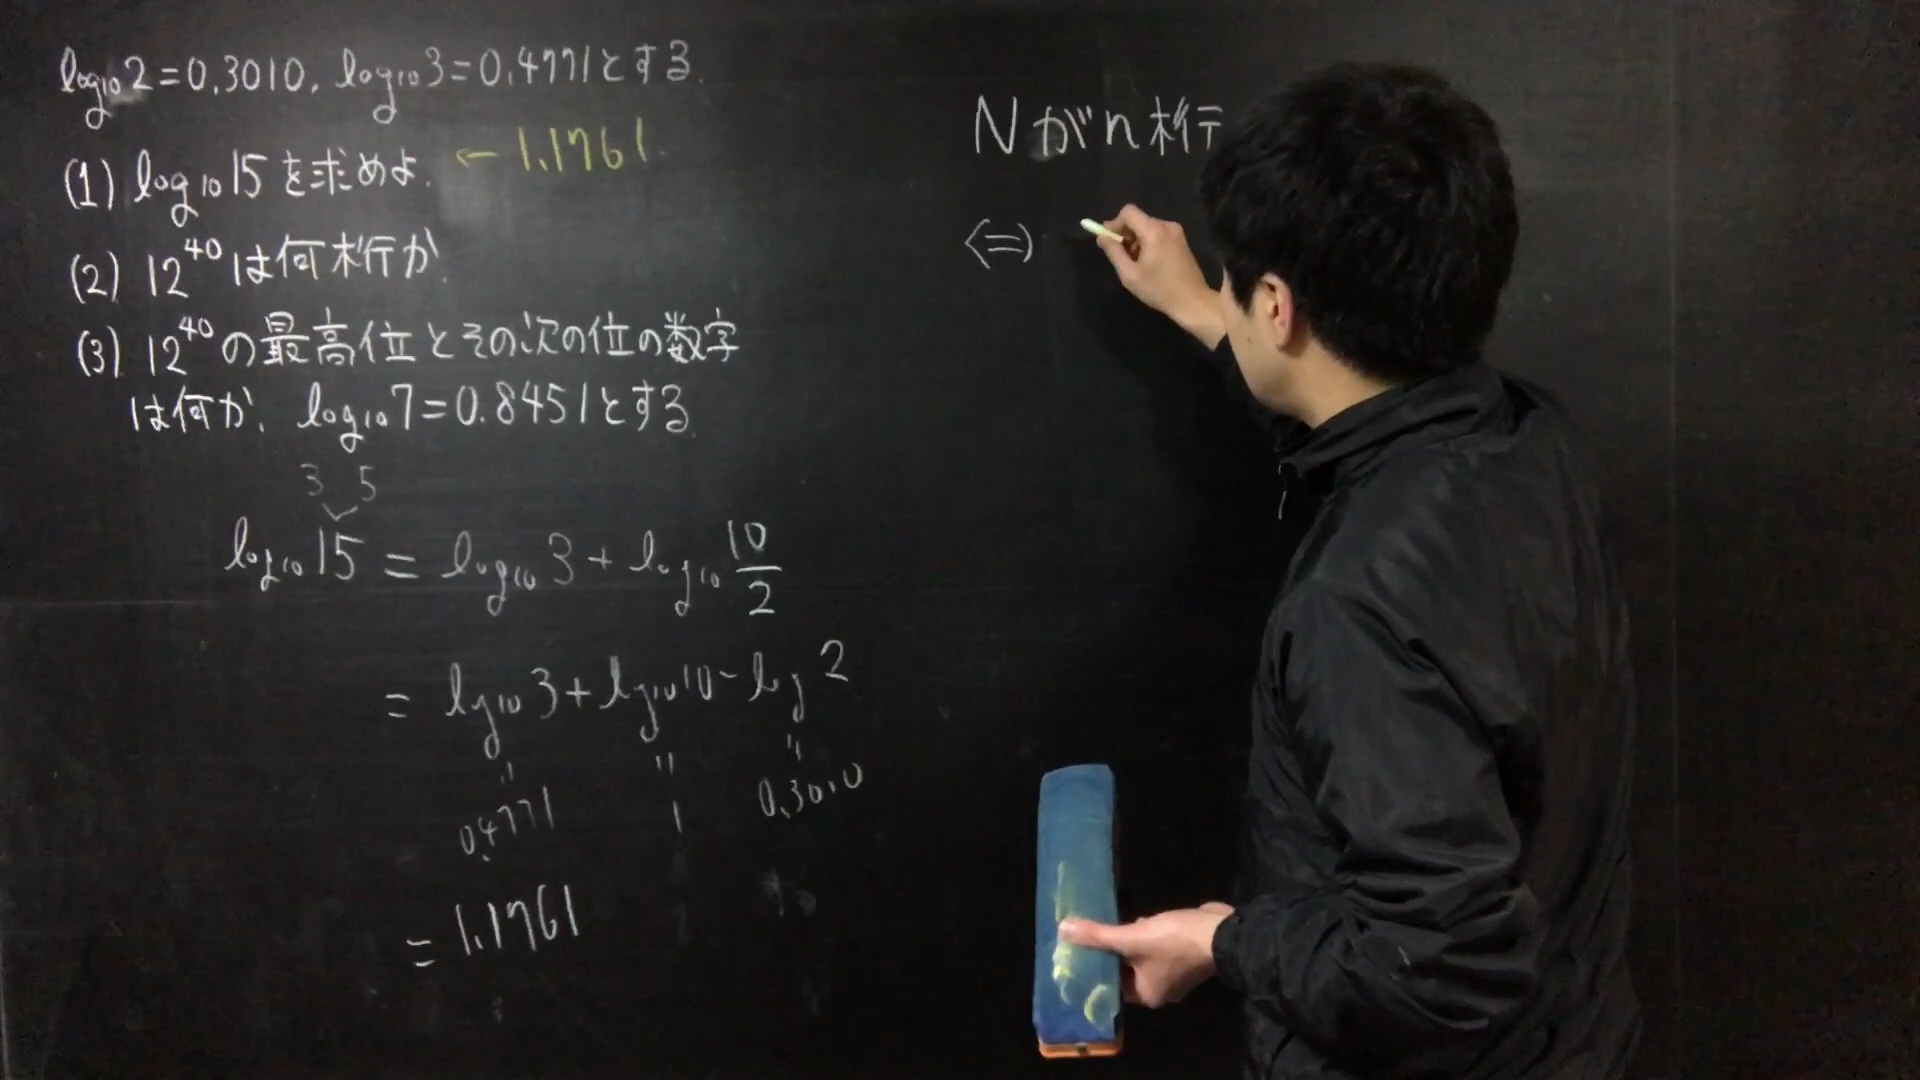 log₁₀2=0.3010, log₁₀3=0.4771とする.
(1) log₁₀15を求めよ. ← 1.1761
(2) 12⁴⁰は何桁か.
(3) 12⁴⁰の最高位とその次の位の数字
は何か. log₁₀7=0.8451とする.
3 5
log₁₀15 = log₁₀3 + log₁₀10/2
= log₁₀3 + log₁₀10 - log 2
〃 〃 〃
0.4771 1 0.3010
= 1.1761
Nがn桁
⇔